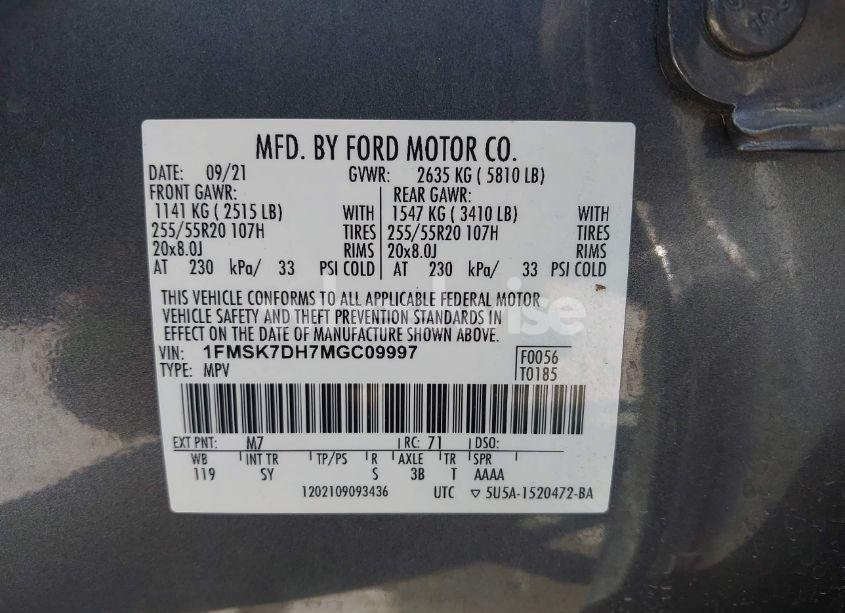 MFD. BY FORD MOTOR CO.
DATE: 09/21 GVWR: 2635 KG ( 5810 LB)
FRONT GAWR: REAR GAWR:
1141 KG ( 2515 LB) WITH 1547 KG ( 3410 LB) WITH
255/55R20 107H TIRES 255/55R20 107H TIRES
20x8.0J RIMS 20x8.0J RIMS
AT 230 kPa/ 33 PSI COLD AT 230 kPa/ 33 PSI COLD
THIS VEHICLE CONFORMS TO ALL APPLICABLE FEDERAL MOTOR
VEHICLE SAFETY AND THEFT PREVENTION STANDARDS IN
EFFECT ON THE DATE OF MANUFACTURE SHOWN ABOVE.
VIN: 1FMSK7DH7MGC09997 F0056
TYPE: MPV T0185
EXT PNT: M7 RC: 71 DSO:
WB INT TR TP/PS R AXLE TR SPR
119 SY S 3B T AAAA
1202109093436 UTC ▽ 5U5A-1520472-BA